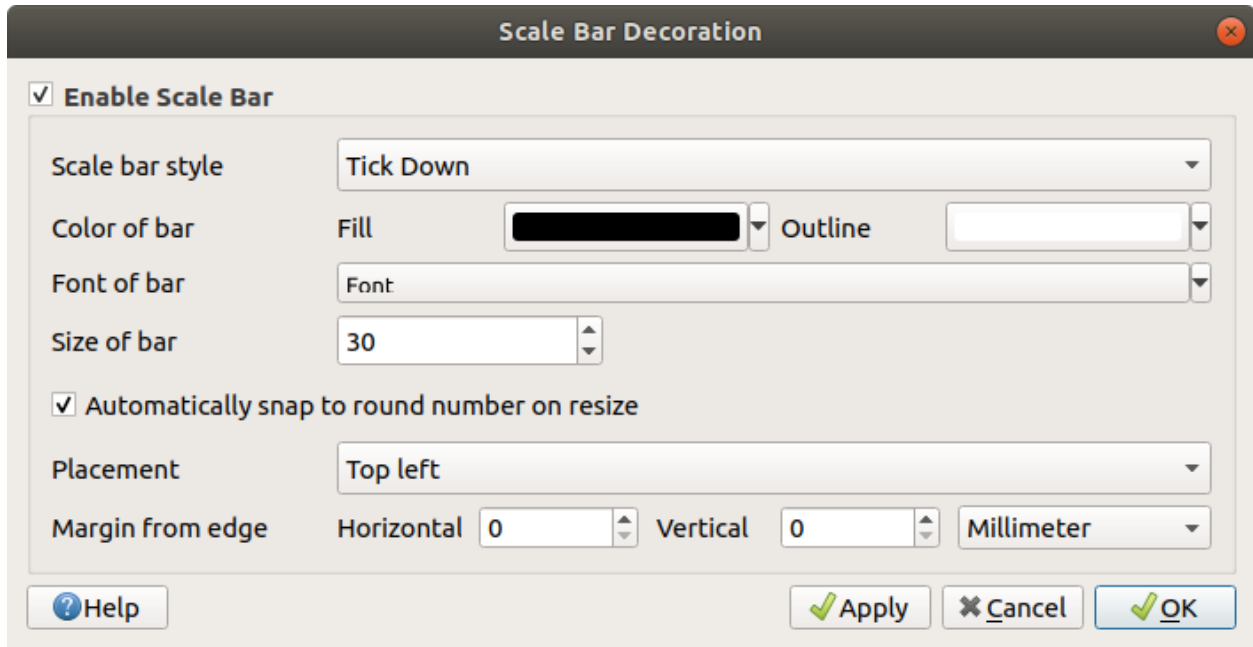 Scale Bar Decoration
Enable Scale Bar
Scale bar style Tick Down
Color of bar Fill Outline
Font of bar Font
Size of bar 30
Automatically snap to round number on resize
Placement Top left
Margin from edge Horizontal 0 Vertical 0 Millimeter
Help Apply Cancel OK